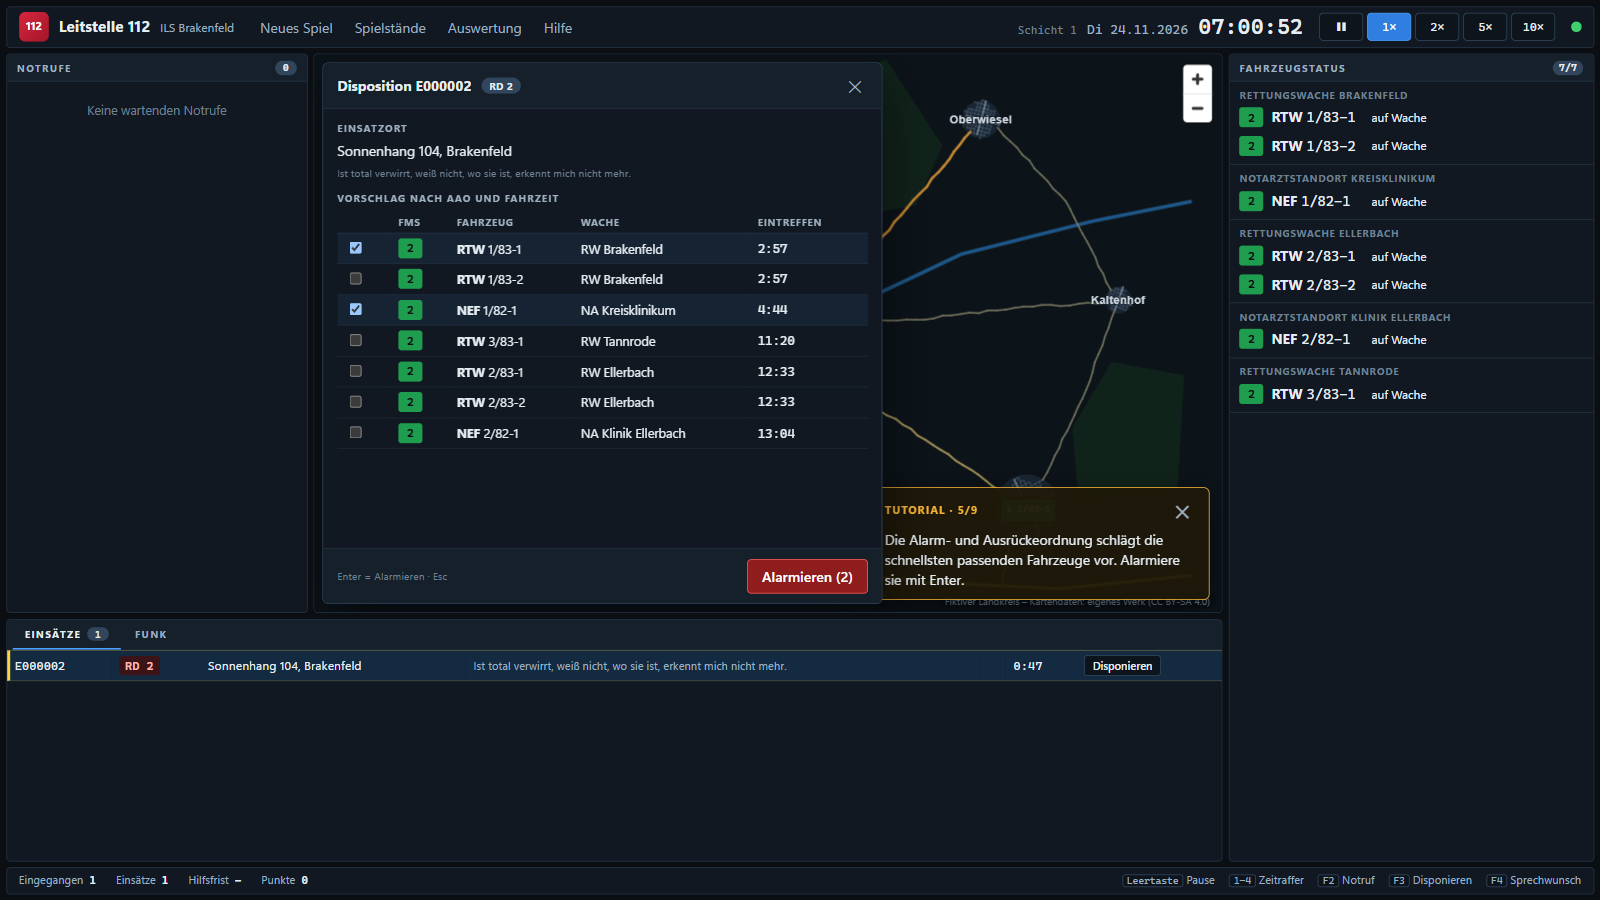 112 Leitstelle 112 ILS Brakenfeld Neues Spiel Spielstände Auswertung Hilfe Schicht 1 Di 24.11.2026 07:00:52 1× 2× 5× 10×
NOTRUFE 0
Keine wartenden Notrufe
Disposition E000002 RD 2
EINSATZORT
Sonnenhang 104, Brakenfeld
Ist total verwirrt, weiß nicht, wo sie ist, erkennt mich nicht mehr.
VORSCHLAG NACH AAO UND FAHRZEIT
FMS FAHRZEUG WACHE EINTREFFEN
2 RTW 1/83-1 RW Brakenfeld 2:57
2 RTW 1/83-2 RW Brakenfeld 2:57
2 NEF 1/82-1 NA Kreisklinikum 4:44
2 RTW 3/83-1 RW Tannrode 11:20
2 RTW 2/83-1 RW Ellerbach 12:33
2 RTW 2/83-2 RW Ellerbach 12:33
2 NEF 2/82-1 NA Klinik Ellerbach 13:04
Enter = Alarmieren · Esc
Alarmieren (2)
Oberwiesel
Kaltenhof
+
−
TUTORIAL · 5/9
Die Alarm- und Ausrückeordnung schlägt die
schnellsten passenden Fahrzeuge vor. Alarmiere
sie mit Enter.
Fiktiver Landkreis – Kartendaten: eigenes Werk (CC BY-SA 4.0)
FAHRZEUGSTATUS 7/7
RETTUNGSWACHE BRAKENFELD
2 RTW 1/83-1 auf Wache
2 RTW 1/83-2 auf Wache
NOTARZTSTANDORT KREISKLINIKUM
2 NEF 1/82-1 auf Wache
RETTUNGSWACHE ELLERBACH
2 RTW 2/83-1 auf Wache
2 RTW 2/83-2 auf Wache
NOTARZTSTANDORT KLINIK ELLERBACH
2 NEF 2/82-1 auf Wache
RETTUNGSWACHE TANNRODE
2 RTW 3/83-1 auf Wache
EINSÄTZE 1 FUNK
E000002 RD 2 Sonnenhang 104, Brakenfeld Ist total verwirrt, weiß nicht, wo sie ist, erkennt mich nicht mehr. 0:47 Disponieren
Eingegangen 1 Einsätze 1 Hilfsfrist – Punkte 0 Leertaste Pause 1–4 Zeitraffer F2 Notruf F3 Disponieren F4 Sprechwunsch